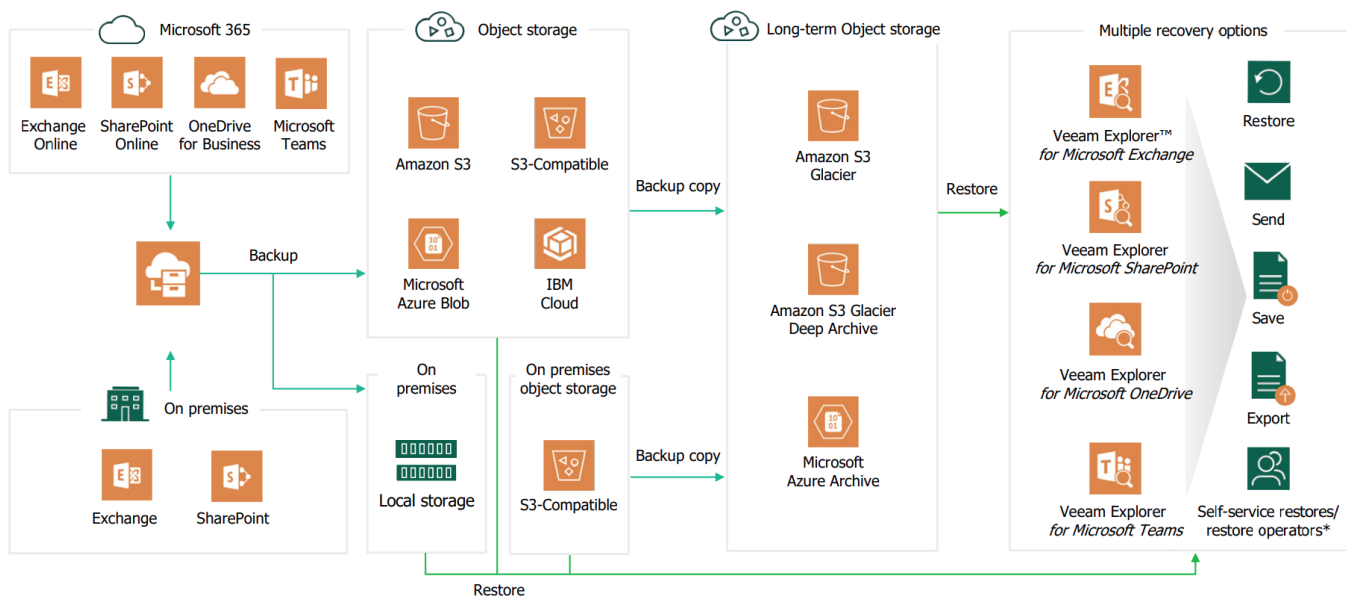 Microsoft 365
Exchange
Online
SharePoint
Online
OneDrive
for Business
Microsoft
Teams
Backup
On premises
Exchange
SharePoint
Object storage
Amazon S3
S3-Compatible
Microsoft
Azure Blob
IBM
Cloud
On
premises
Local storage
On premises
object storage
S3-Compatible
Backup copy
Backup copy
Long-term Object storage
Amazon S3
Glacier
Amazon S3 Glacier
Deep Archive
Microsoft
Azure Archive
Restore
Restore
Multiple recovery options
Veeam Explorer™
for Microsoft Exchange
Veeam Explorer
for Microsoft SharePoint
Veeam Explorer
for Microsoft OneDrive
Veeam Explorer
for Microsoft Teams
Restore
Send
Save
Export
Self-service restores/
restore operators*